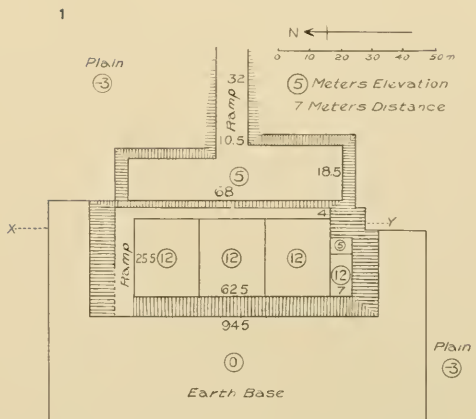 1
N
0 10 20 30 40 50 m
Plain
-3
5 Meters Elevation
7 Meters Distance
32
Ramp
10.5
5
18.5
68
4
X
Y
Ramp
25.5
12
12
12
5
12
62.5
7
94.5
0
Plain
-3
Earth Base